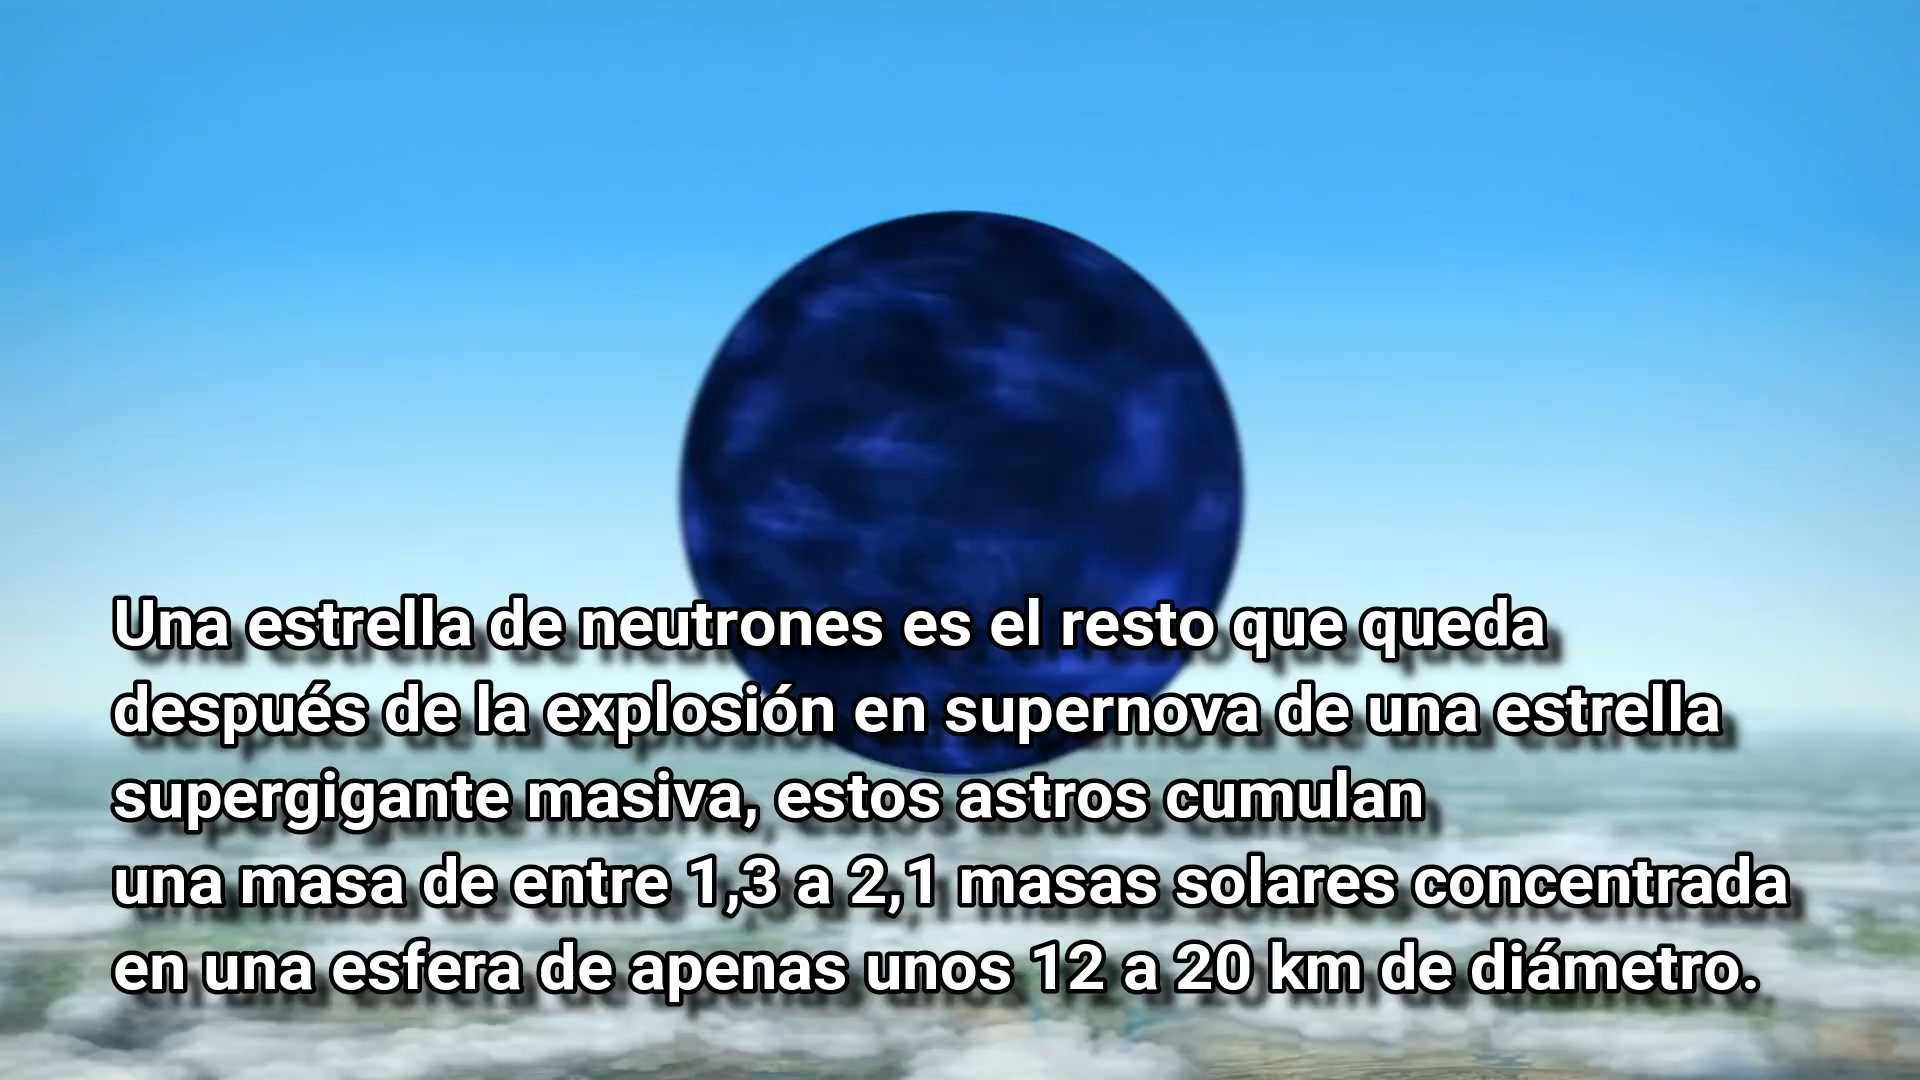 Una estrella de neutrones es el resto que queda
después de la explosión en supernova de una estrella
supergigante masiva, estos astros cumulan
una masa de entre 1,3 a 2,1 masas solares concentrada
en una esfera de apenas unos 12 a 20 km de diámetro.